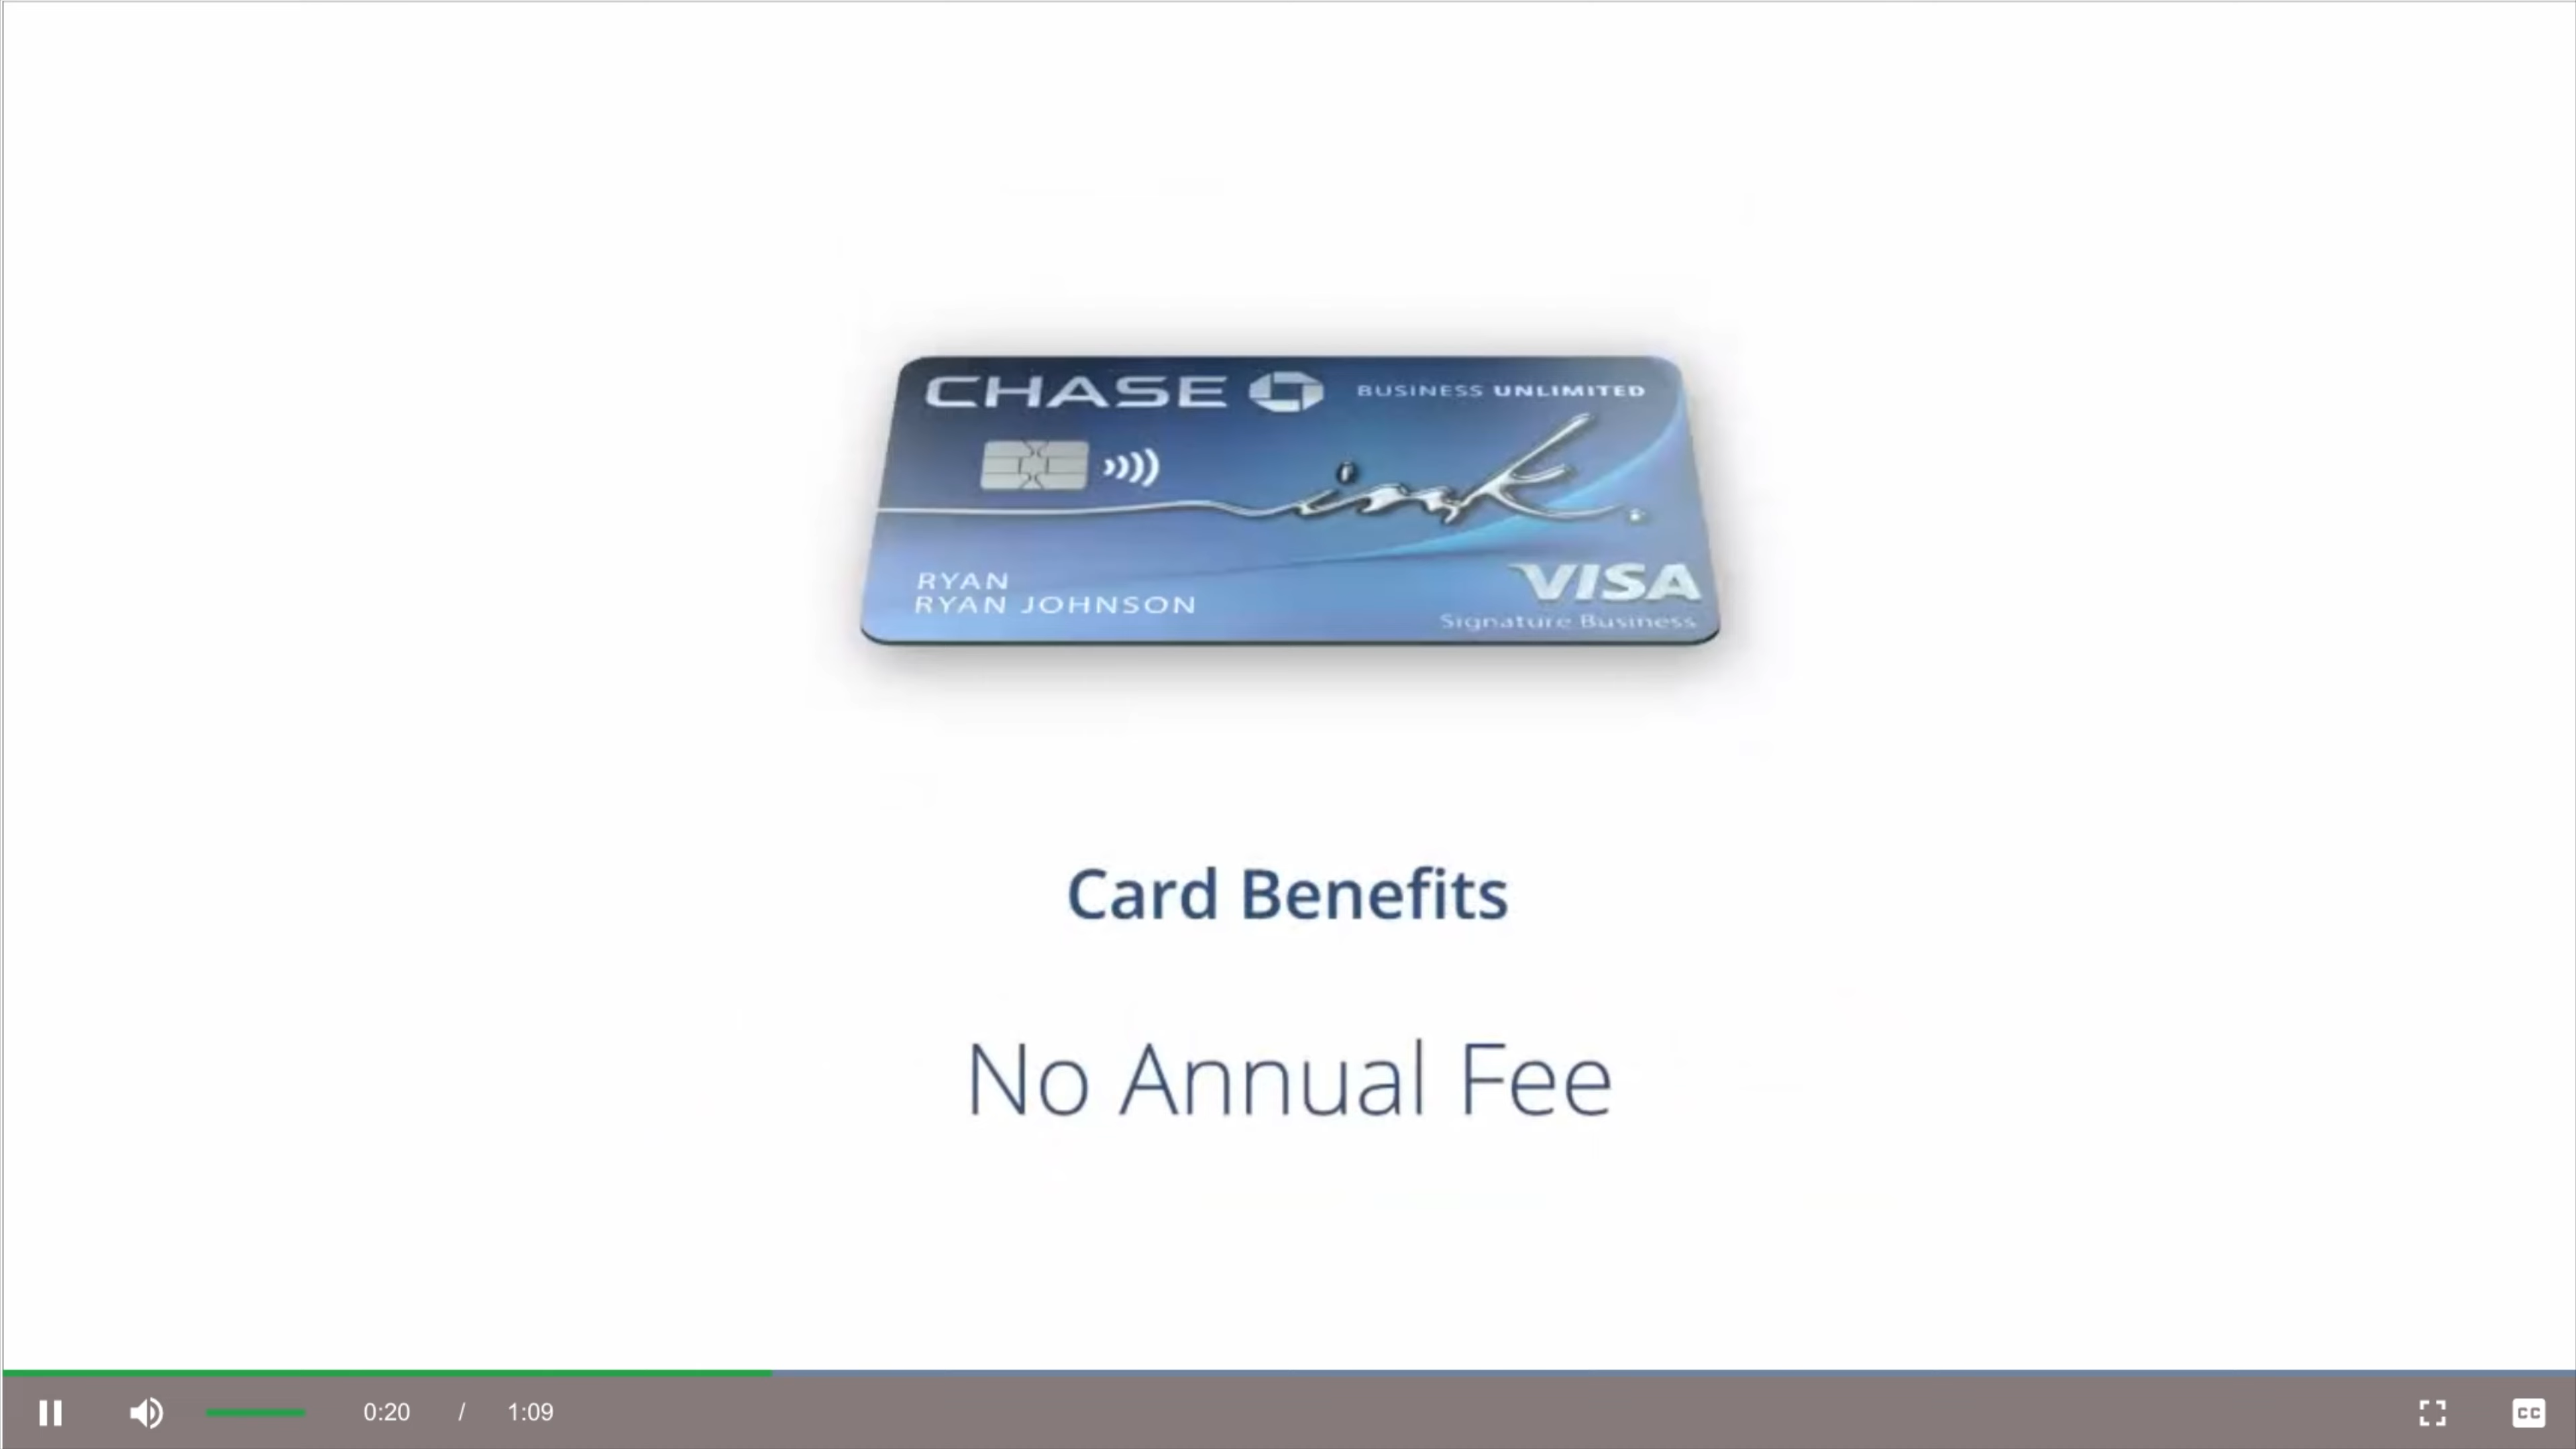 CHASE BUSINESS UNLIMITED
ink.
RYAN
RYAN JOHNSON
VISA
Signature Business
Card Benefits
No Annual Fee
0:20 / 1:09
CC